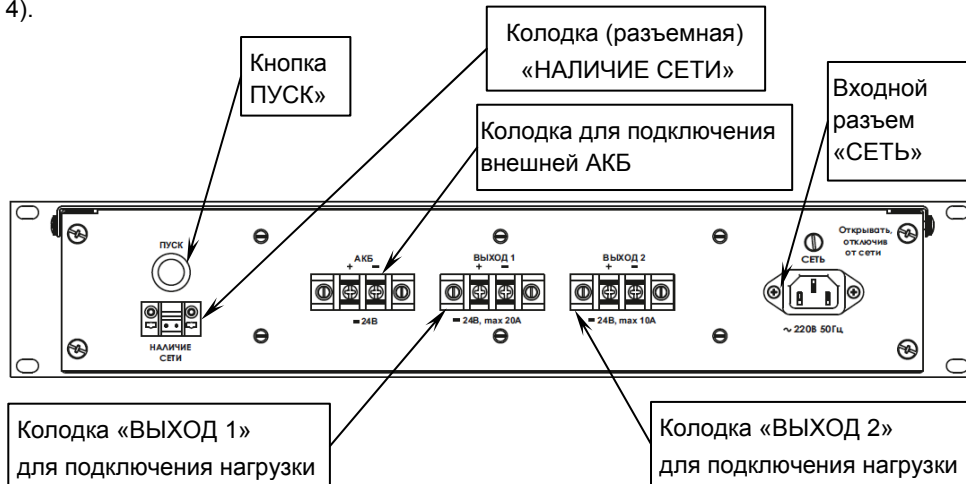 4).
Колодка (разъемная)
«НАЛИЧИЕ СЕТИ»
Кнопка
ПУСК»
Входной
разъем
«СЕТЬ»
Колодка для подключения
внешней АКБ
ПУСК
НАЛИЧИЕ
СЕТИ
АКБ
+ −
= 24В
ВЫХОД 1
+ −
= 24В, max 20А
ВЫХОД 2
+ −
= 24В, max 10А
СЕТЬ
Открывать,
отключив
от сети
~ 220В 50Гц
Колодка «ВЫХОД 1»
для подключения нагрузки
Колодка «ВЫХОД 2»
для подключения нагрузки